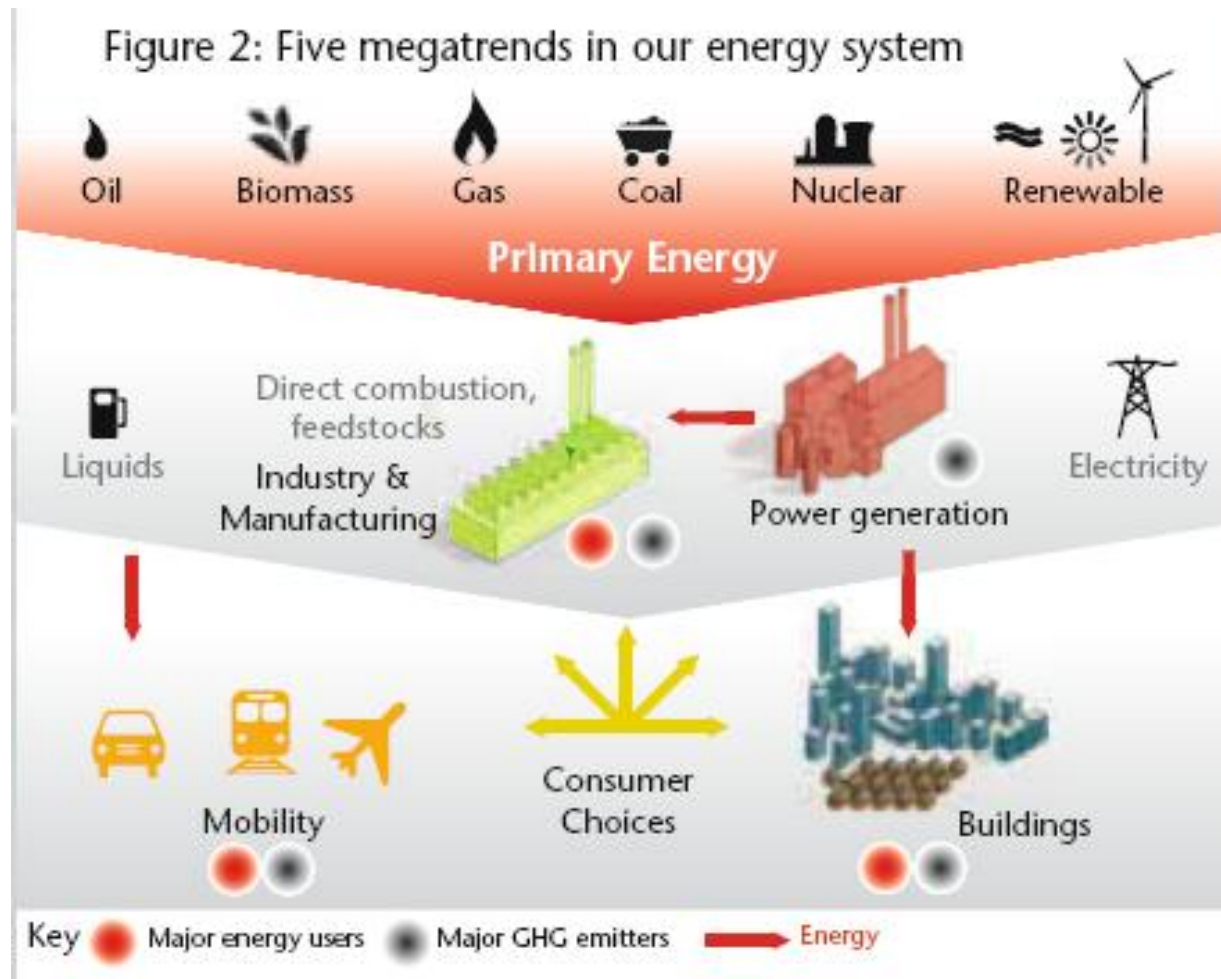 Figure 2: Five megatrends in our energy system
Oil
Biomass
Gas
Coal
Nuclear
Renewable
Primary Energy
Direct combustion,
feedstocks
Liquids
Industry &
Manufacturing
Power generation
Electricity
Mobility
Consumer
Choices
Buildings
Key
Major energy users
Major GHG emitters
Energy